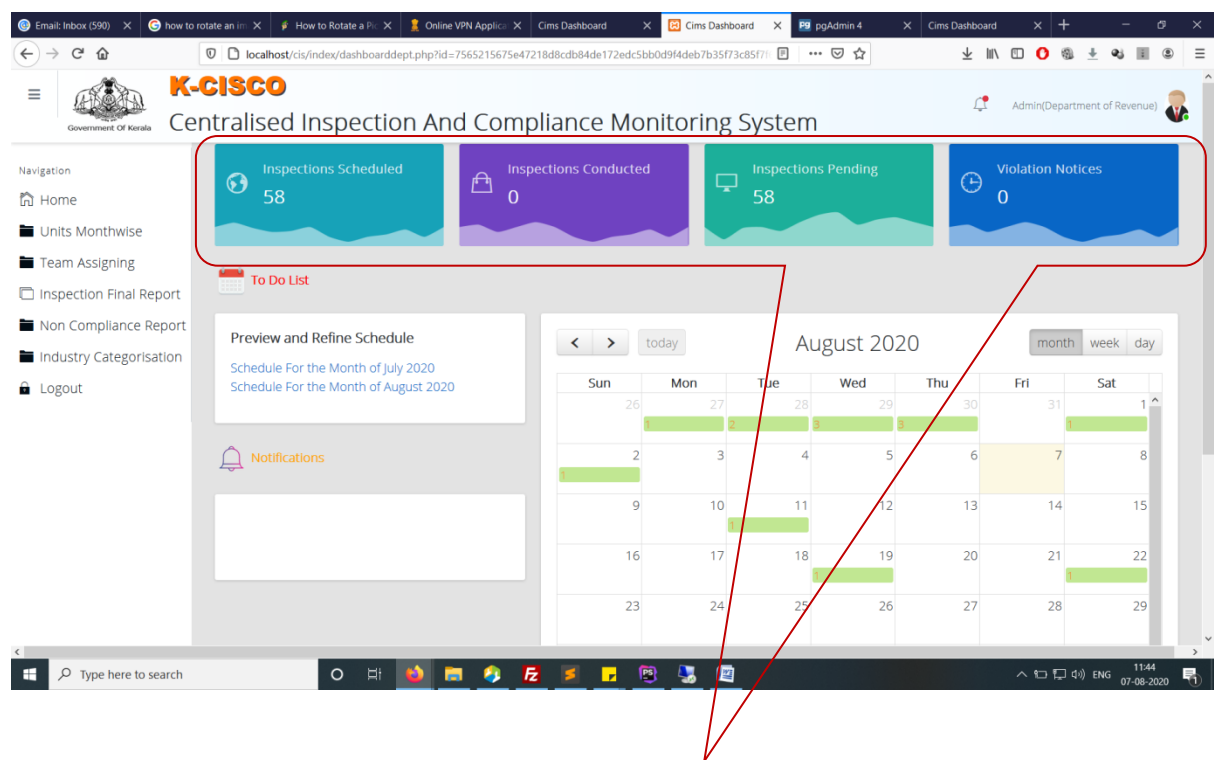 Email: Inbox (590)
how to rotate an im
How to Rotate a Pic
Online VPN Applica
Cims Dashboard
Cims Dashboard
pgAdmin 4
Cims Dashboard
localhost/cis/index/dashboarddept.php?id=7565215675e47218d8cdb84de172edc5bb0d9f4deb7b35f73c85f7f
K-CISCO
Government Of Kerala
Centralised Inspection And Compliance Monitoring System
Admin(Department of Revenue)
Navigation
Home
Units Monthwise
Team Assigning
Inspection Final Report
Non Compliance Report
Industry Categorisation
Logout
Inspections Scheduled
58
Inspections Conducted
0
Inspections Pending
58
Violation Notices
0
To Do List
Preview and Refine Schedule
Schedule For the Month of July 2020
Schedule For the Month of August 2020
Notifications
today
August 2020
month week day
Sun Mon Tue Wed Thu Fri Sat
26 27 28 29 30 31 1
1 2 3 3 1
2 3 4 5 6 7 8
1
9 10 11 12 13 14 15
1
16 17 18 19 20 21 22
1 1
23 24 25 26 27 28 29
Type here to search
ENG
11:44
07-08-2020
1